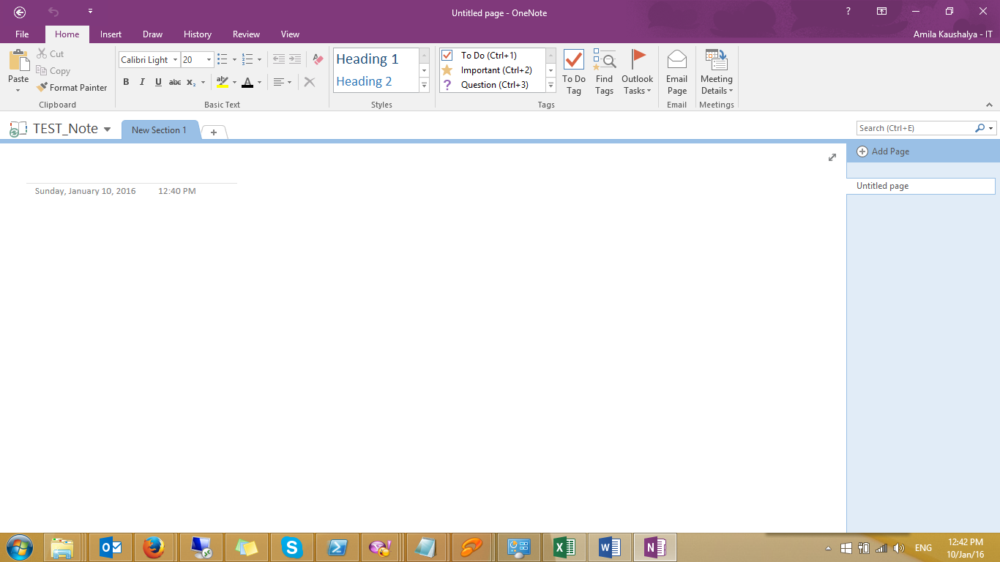 Untitled page - OneNote
?
File Home Insert Draw History Review View
Amila Kaushalya - IT
Paste
Cut
Copy
Format Painter
Clipboard
Calibri Light 20
B I U abc x₂ ab A
Basic Text
Heading 1
Heading 2
Styles
To Do (Ctrl+1)
Important (Ctrl+2)
? Question (Ctrl+3)
To Do
Tag
Find
Tags
Outlook
Tasks
Tags
Email
Page
Email
Meeting
Details
Meetings
TEST_Note
New Section 1
+
Search (Ctrl+E)
Add Page
Untitled page
Sunday, January 10, 2016 12:40 PM
ENG
12:42 PM
10/Jan/16